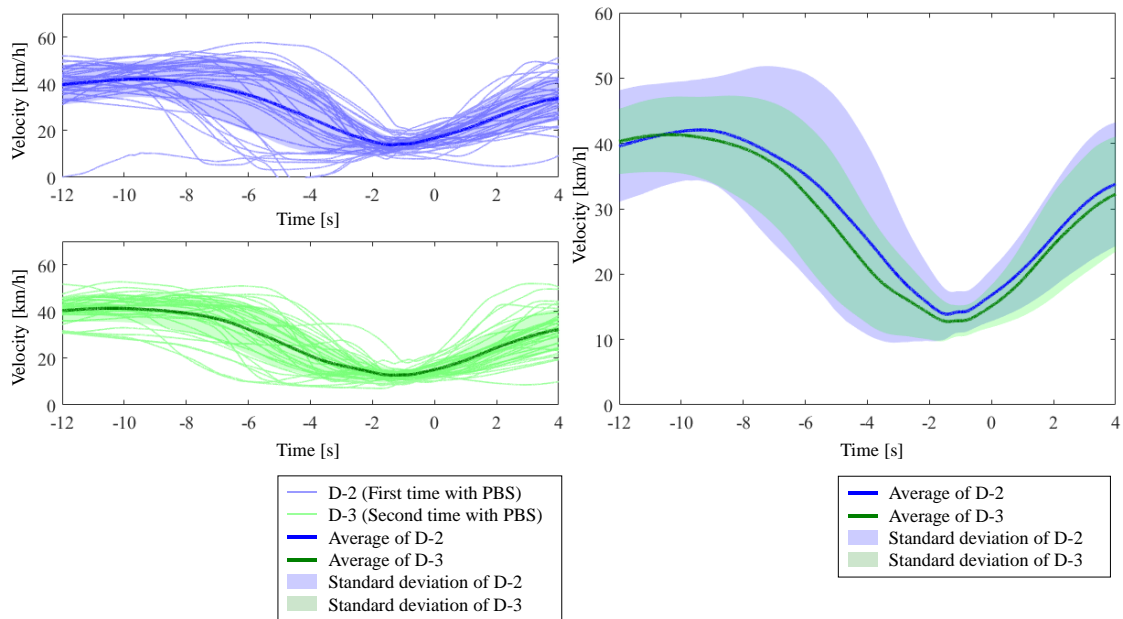 Velocity [km/h]
60
40
20
0
-12 -10 -8 -6 -4 -2 0 2 4
Time [s]
Velocity [km/h]
60
40
20
0
-12 -10 -8 -6 -4 -2 0 2 4
Time [s]
D-2 (First time with PBS)
D-3 (Second time with PBS)
Average of D-2
Average of D-3
Standard deviation of D-2
Standard deviation of D-3
Velocity [km/h]
60
50
40
30
20
10
0
-12 -10 -8 -6 -4 -2 0 2 4
Time [s]
Average of D-2
Average of D-3
Standard deviation of D-2
Standard deviation of D-3